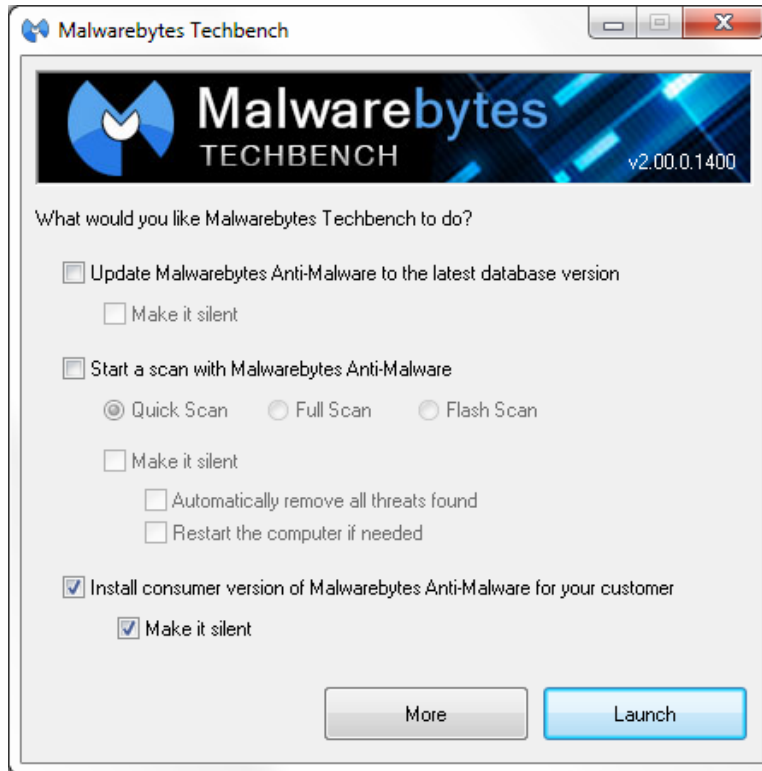 Malwarebytes Techbench
Malwarebytes
TECHBENCH
v2.00.0.1400
What would you like Malwarebytes Techbench to do?
Update Malwarebytes Anti-Malware to the latest database version
Make it silent
Start a scan with Malwarebytes Anti-Malware
Quick Scan Full Scan Flash Scan
Make it silent
Automatically remove all threats found
Restart the computer if needed
Install consumer version of Malwarebytes Anti-Malware for your customer
Make it silent
More Launch